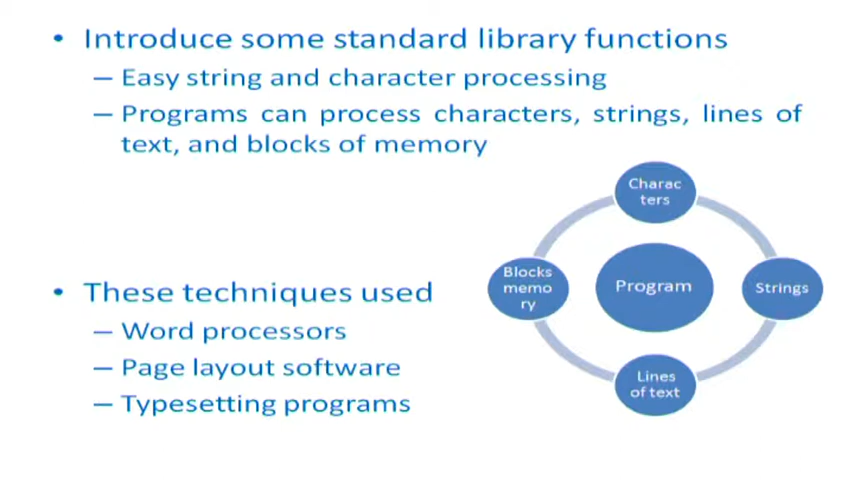 • Introduce some standard library functions
– Easy string and character processing
– Programs can process characters, strings, lines of
text, and blocks of memory
Charac
ters
Blocks
memo
ry
Program
Strings
Lines
of text
• These techniques used
– Word processors
– Page layout software
– Typesetting programs